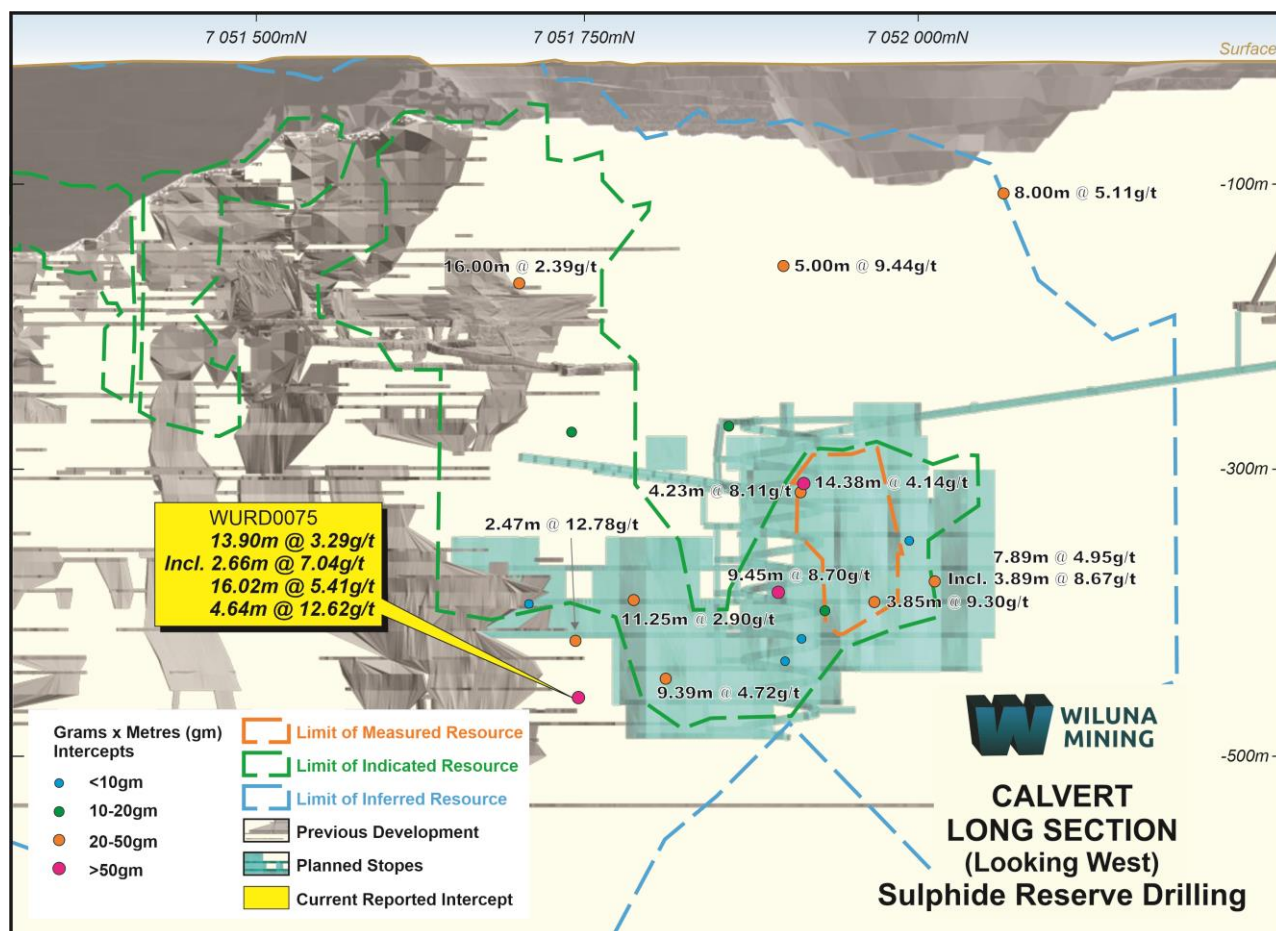 7 051 500mN
7 051 750mN
7 052 000mN
Surface
-100m
8.00m @ 5.11g/t
16.00m @ 2.39g/t
5.00m @ 9.44g/t
-300m
14.38m @ 4.14g/t
4.23m @ 8.11g/t
2.47m @ 12.78g/t
WURD0075
13.90m @ 3.29g/t
Incl. 2.66m @ 7.04g/t
16.02m @ 5.41g/t
4.64m @ 12.62g/t
7.89m @ 4.95g/t
Incl. 3.89m @ 8.67g/t
9.45m @ 8.70g/t
3.85m @ 9.30g/t
11.25m @ 2.90g/t
9.39m @ 4.72g/t
-500m
Grams x Metres (gm)
Intercepts
<10gm
10-20gm
20-50gm
>50gm
Limit of Measured Resource
Limit of Indicated Resource
Limit of Inferred Resource
Previous Development
Planned Stopes
Current Reported Intercept
WILUNA
MINING
CALVERT
LONG SECTION
(Looking West)
Sulphide Reserve Drilling